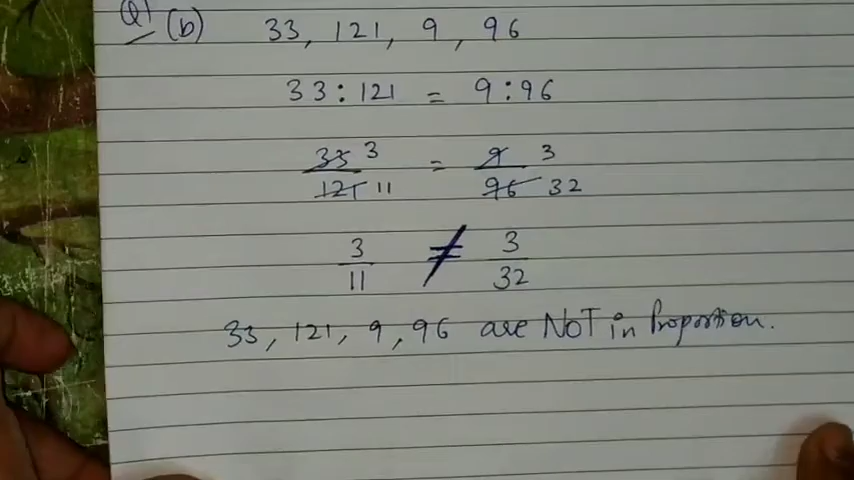 Q1 (b) 33, 121, 9, 96
33 : 121 = 9 : 96
33 3 = 9 3
121 11 96 32
3 ≠ 3
11 32
33, 121, 9, 96 are NOT in Proportion.